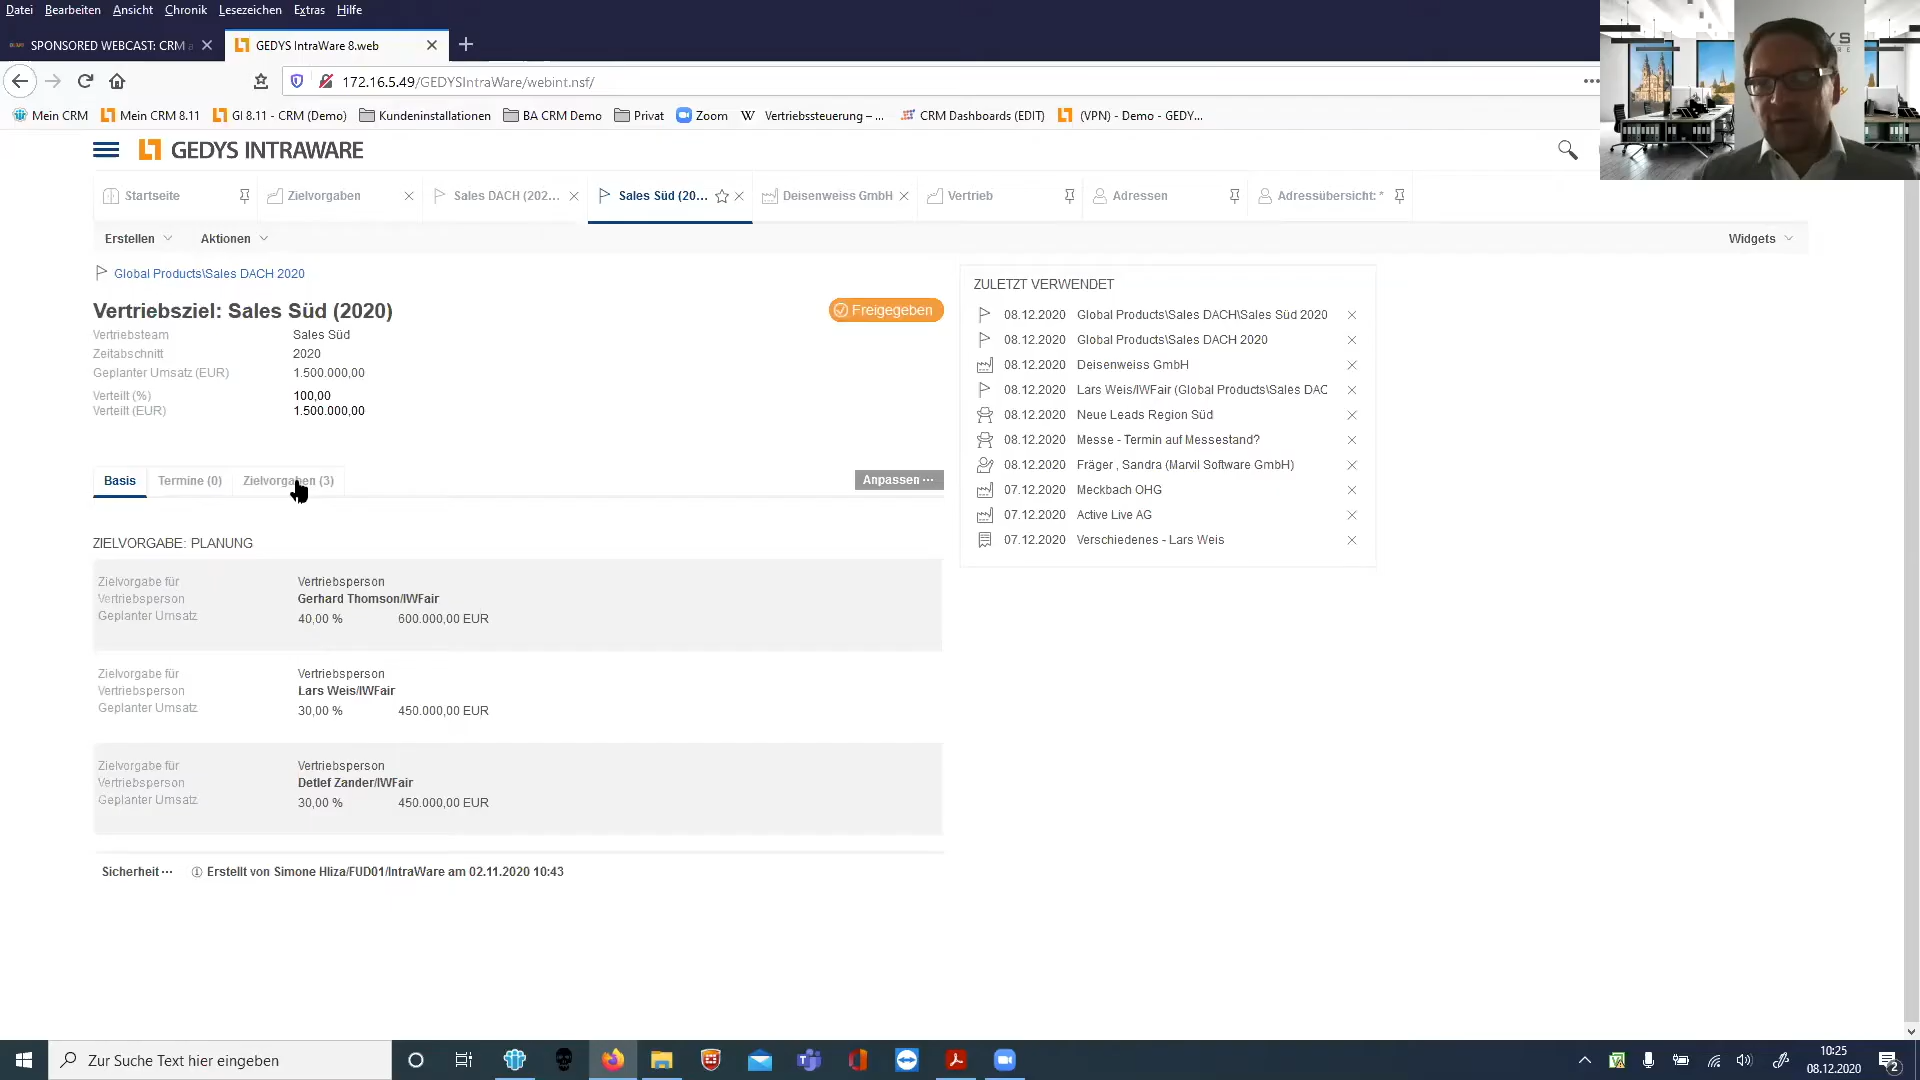 Datei Bearbeiten Ansicht Chronik Lesezeichen Extras Hilfe
SPONSORED WEBCAST: CRM
GEDYS IntraWare 8.web
172.16.5.49/GEDYSIntraWare/webint.nsf/
Mein CRM Mein CRM 8.11 GI 8.11 - CRM (Demo) Kundeninstallationen BA CRM Demo Privat Zoom Vertriebssteuerung – ... CRM Dashboards (EDIT) (VPN) - Demo - GEDY...
GEDYS INTRAWARE
Startseite Zielvorgaben Sales DACH (202... Sales Süd (20... Deisenweiss GmbH Vertrieb Adressen Adressübersicht: *
Erstellen Aktionen Widgets
Global Products\Sales DACH 2020
Vertriebsziel: Sales Süd (2020)
Freigegeben
Vertriebsteam Sales Süd
Zeitabschnitt 2020
Geplanter Umsatz (EUR) 1.500.000,00
Verteilt (%) 100,00
Verteilt (EUR) 1.500.000,00
Basis Termine (0) Zielvorgaben (3) Anpassen ···
ZIELVORGABE: PLANUNG
Zielvorgabe für Vertriebsperson
Vertriebsperson Gerhard Thomson/IWFair
Geplanter Umsatz 40,00 % 600.000,00 EUR
Zielvorgabe für Vertriebsperson
Vertriebsperson Lars Weis/IWFair
Geplanter Umsatz 30,00 % 450.000,00 EUR
Zielvorgabe für Vertriebsperson
Vertriebsperson Detlef Zander/IWFair
Geplanter Umsatz 30,00 % 450.000,00 EUR
Sicherheit ··· Erstellt von Simone Hliza/FUD01/IntraWare am 02.11.2020 10:43
ZULETZT VERWENDET
08.12.2020 Global Products\Sales DACH\Sales Süd 2020
08.12.2020 Global Products\Sales DACH 2020
08.12.2020 Deisenweiss GmbH
08.12.2020 Lars Weis/IWFair (Global Products\Sales DAC
08.12.2020 Neue Leads Region Süd
08.12.2020 Messe - Termin auf Messestand?
08.12.2020 Fräger , Sandra (Marvil Software GmbH)
07.12.2020 Meckbach OHG
07.12.2020 Active Live AG
07.12.2020 Verschiedenes - Lars Weis
Zur Suche Text hier eingeben
10:25
08.12.2020
2